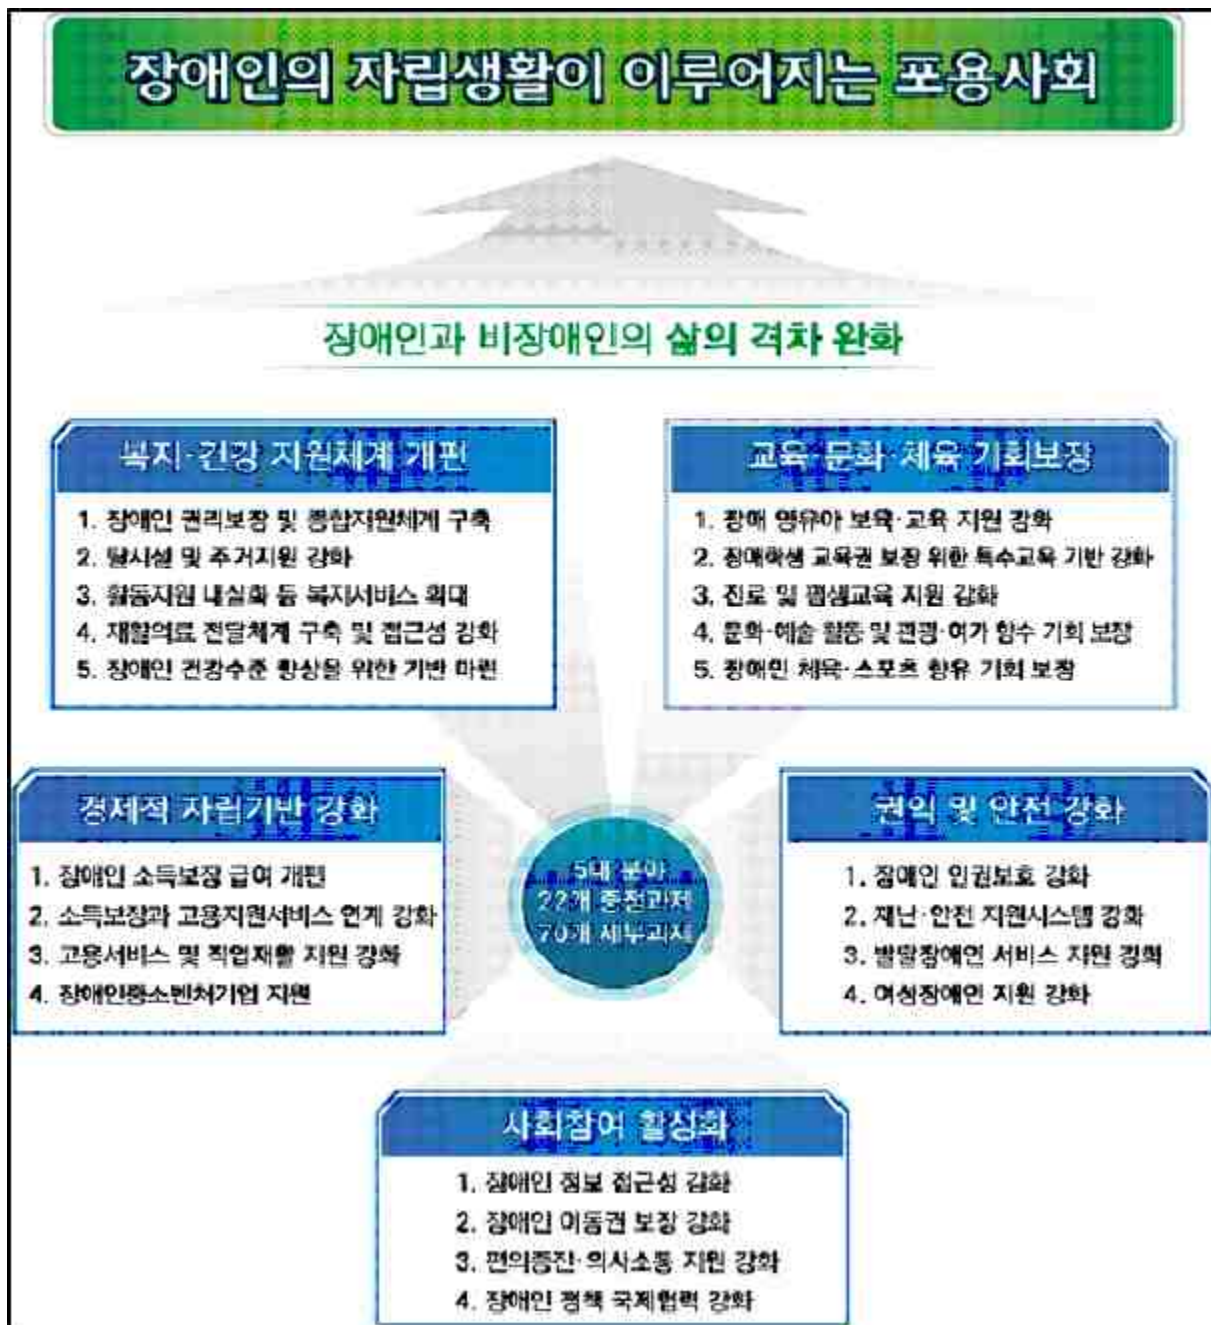 장애인의 자립생활이 이루어지는 포용사회
장애인과 비장애인의 삶의 격차 완화
복지·건강 지원체계 개편
1. 장애인 권리보장 및 종합지원체계 구축
2. 탈시설 및 주거지원 강화
3. 활동지원 내실화 등 복지서비스 확대
4. 재활의료 전달체계 구축 및 접근성 강화
5. 장애인 건강수준 향상을 위한 기반 마련
교육·문화·체육 기회보장
1. 장애 영유아 보육·교육 지원 강화
2. 장애학생 교육권 보장 위한 특수교육 기반 강화
3. 진로 및 평생교육 지원 강화
4. 문화·예술 활동 및 관광·여가 향수 기회 보장
5. 장애인 체육·스포츠 향유 기회 보장
경제적 자립기반 강화
1. 장애인 소득보장 급여 개편
2. 소득보장과 고용지원서비스 연계 강화
3. 고용서비스 및 직업재활 지원 강화
4. 장애인중소벤처기업 지원
5대 분야
22개 중점과제
70개 세부과제
권익 및 안전 강화
1. 장애인 인권보호 강화
2. 재난·안전 지원시스템 강화
3. 발달장애인 서비스 지원 강화
4. 여성장애인 지원 강화
사회참여 활성화
1. 장애인 정보 접근성 강화
2. 장애인 이동권 보장 강화
3. 편의증진·의사소통 지원 강화
4. 장애인 정책 국제협력 강화